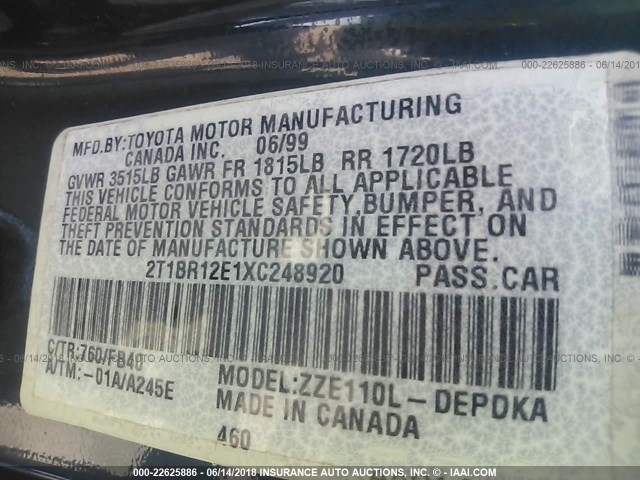 MFD.BY:TOYOTA MOTOR MANUFACTURING
CANADA INC. 06/99
GVWR 3515LB GAWR FR 1815LB RR 1720LB
THIS VEHICLE CONFORMS TO ALL APPLICABLE
FEDERAL MOTOR VEHICLE SAFETY,BUMPER, AND
THEFT PREVENTION STANDARDS IN EFFECT ON
THE DATE OF MANUFACTURE SHOWN ABOVE.
2T1BR12E1XC248920 PASS.CAR
C/TR:760/FB40
A/TM:-01A/A245E
MODEL:ZZE110L-DEPDKA
MADE IN CANADA
460
000-22625886 - 06/14/2018 INSURANCE AUTO AUCTIONS, INC. - © - IAAI.COM